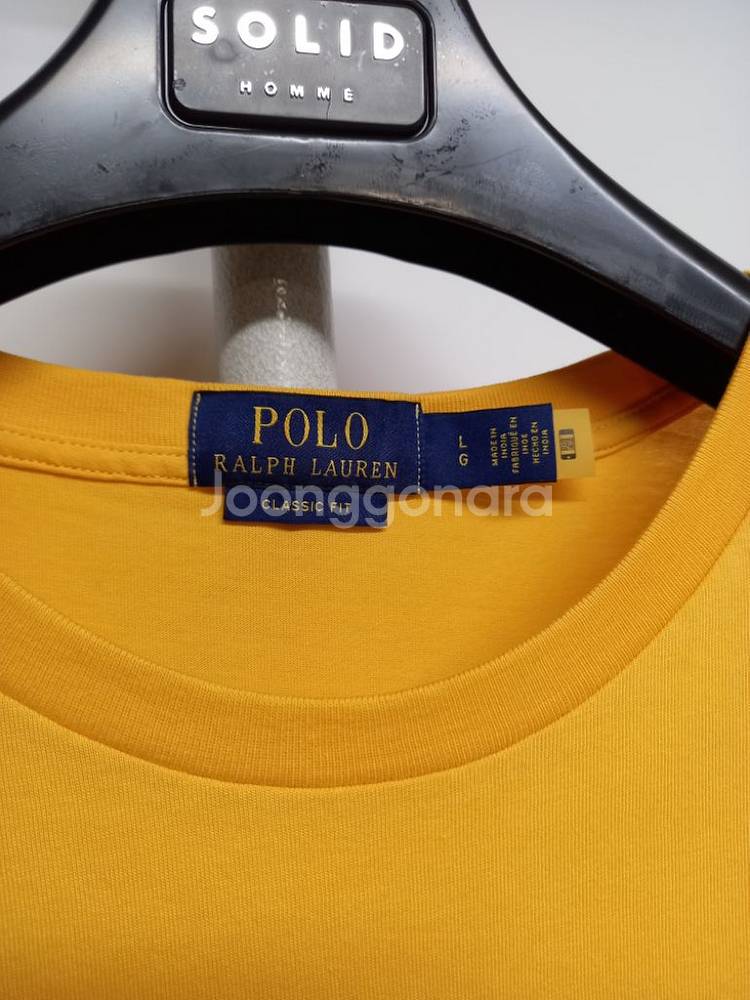 SOLID
HOMME
POLO
RALPH LAUREN
CLASSIC FIT
L
G
MADE IN
INDIA
FABRIQUÉ EN
INDE
HECHO EN
INDIA
Joonggonara